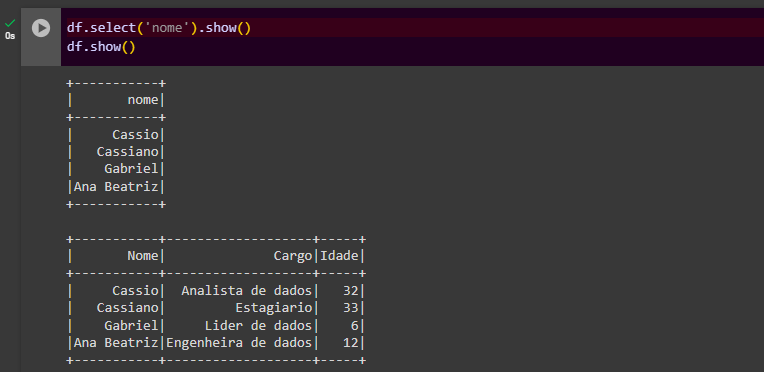 0s
df.select('nome').show()
df.show()
+-----------+
|       nome|
+-----------+
|     Cassio|
|   Cassiano|
|    Gabriel|
|Ana Beatriz|
+-----------+
+-----------+-------------------+-----+
|       Nome|              Cargo|Idade|
+-----------+-------------------+-----+
|     Cassio|  Analista de dados|   32|
|   Cassiano|         Estagiario|   33|
|    Gabriel|     Lider de dados|    6|
|Ana Beatriz|Engenheira de dados|   12|
+-----------+-------------------+-----+